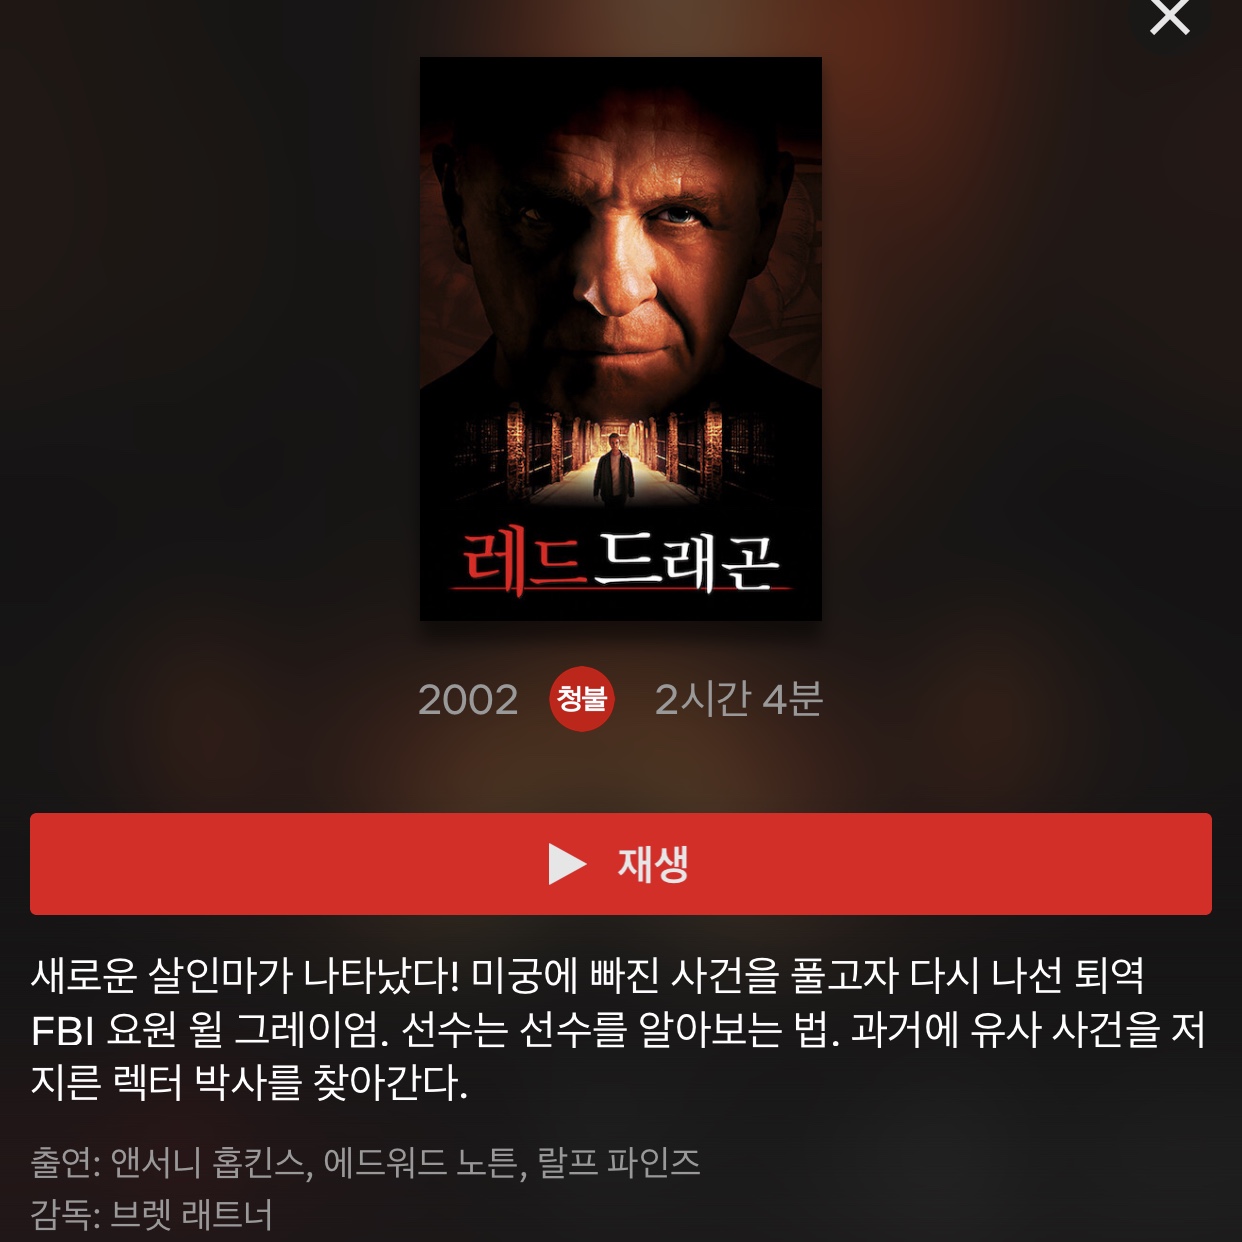 레드 드래곤
2002 청불 2시간 4분
재생
새로운 살인마가 나타났다! 미궁에 빠진 사건을 풀고자 다시 나선 퇴역
FBI 요원 윌 그레이엄. 선수는 선수를 알아보는 법. 과거에 유사 사건을 저
지른 렉터 박사를 찾아간다.
출연: 앤서니 홉킨스, 에드워드 노튼, 랄프 파인즈
감독: 브렛 래트너